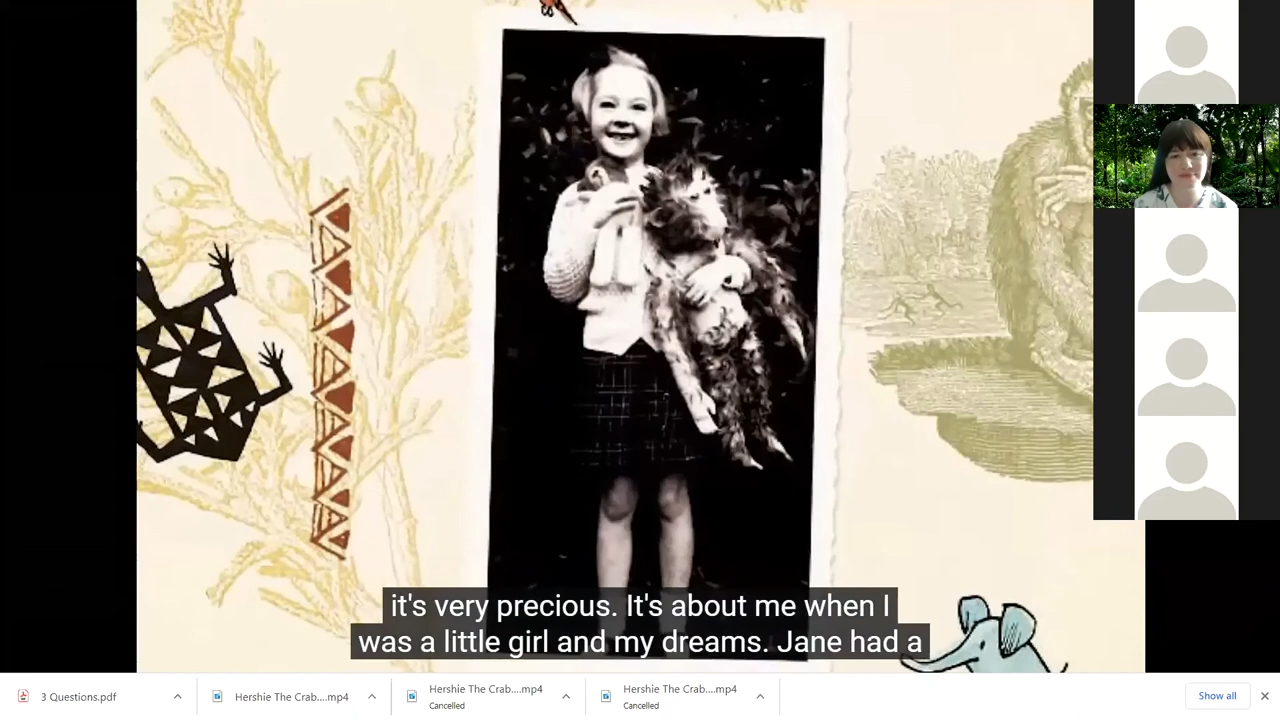 it's very precious. It's about me when I
was a little girl and my dreams. Jane had a
3 Questions.pdf
Hershie The Crab....mp4
Hershie The Crab....mp4
Cancelled
Hershie The Crab....mp4
Cancelled
Show all